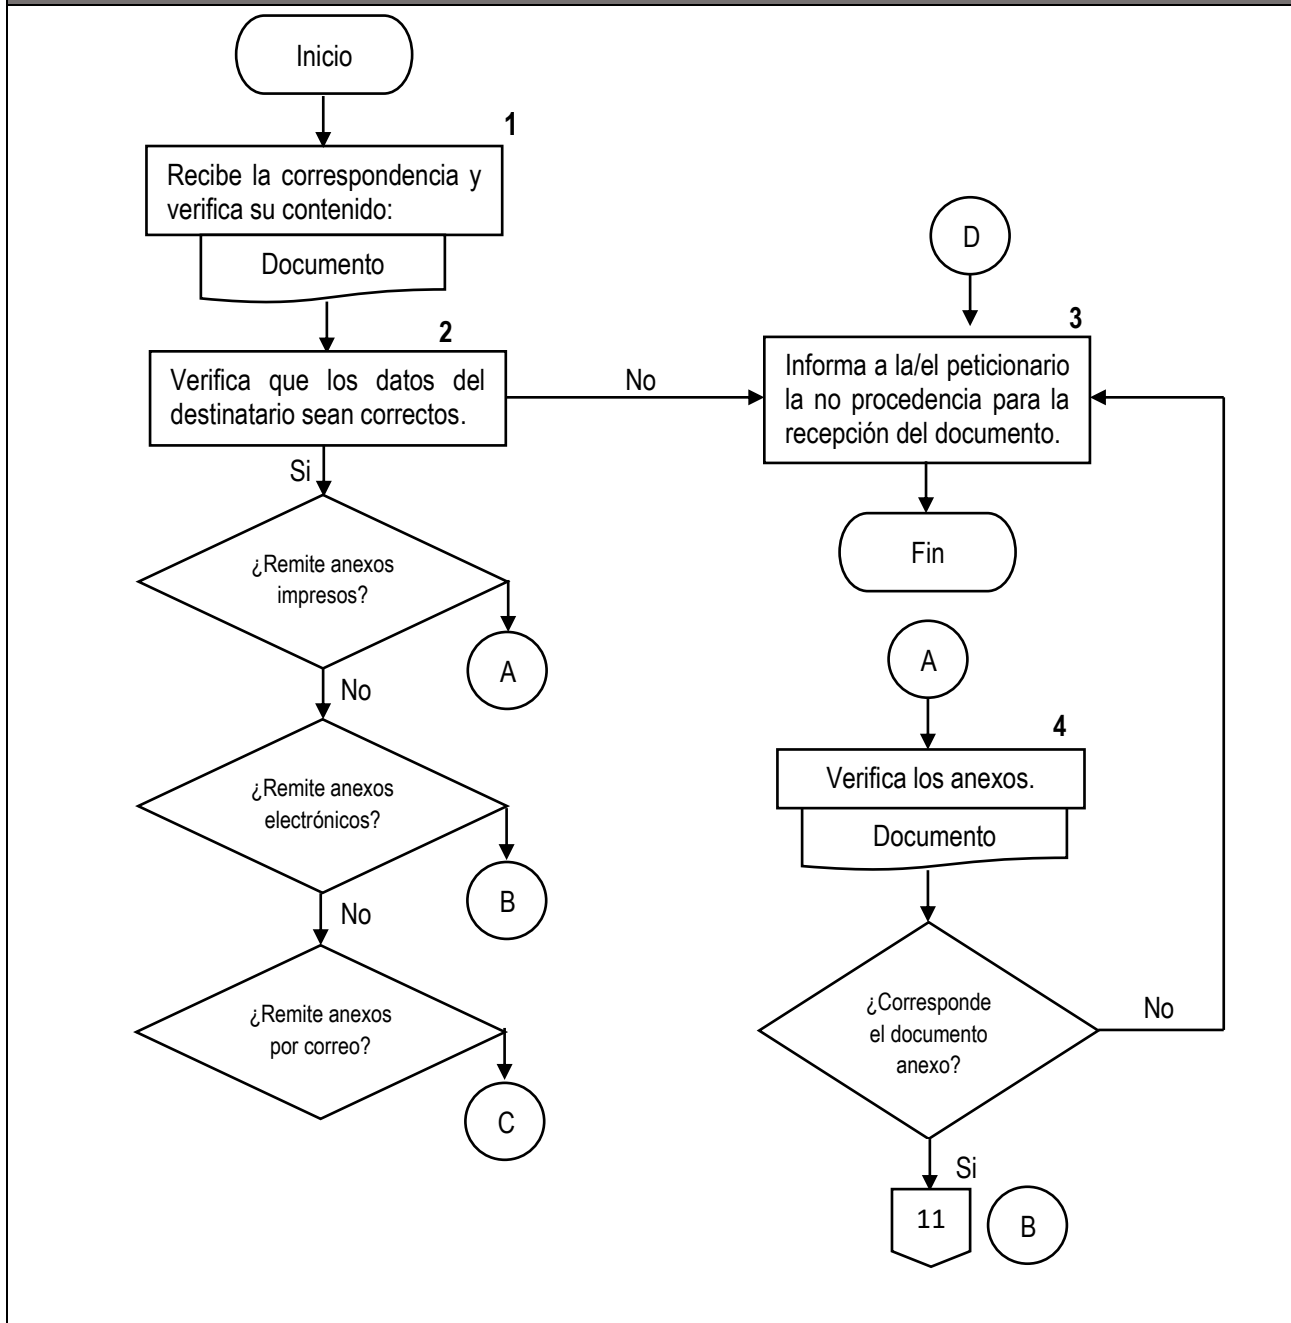 Inicio
1
Recibe la correspondencia y
verifica su contenido:
Documento
2
Verifica que los datos del
destinatario sean correctos.
No
Si
¿Remite anexos
impresos?
A
No
¿Remite anexos
electrónicos?
B
No
¿Remite anexos
por correo?
C
D
3
Informa a la/el peticionario
la no procedencia para la
recepción del documento.
Fin
A
4
Verifica los anexos.
Documento
¿Corresponde
el documento
anexo?
No
Si
11
B